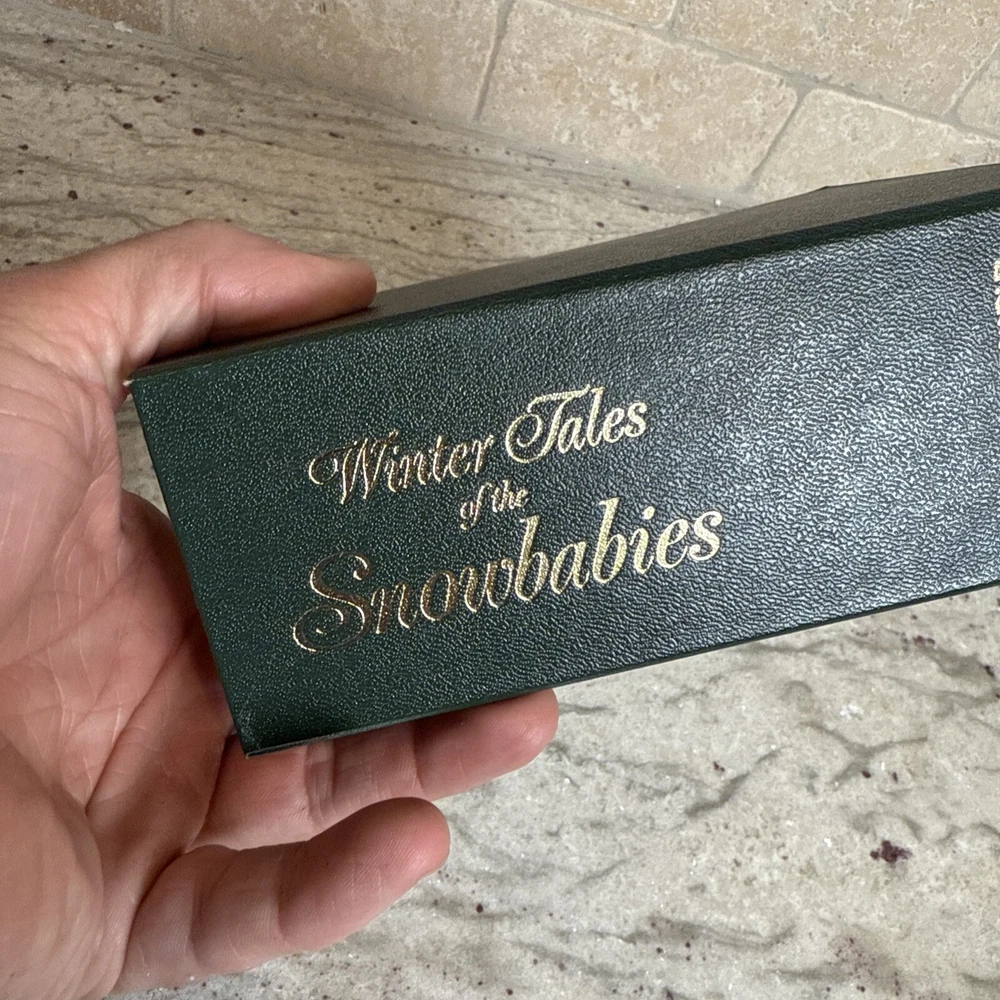 Winter Tales
of the
Snowbabies